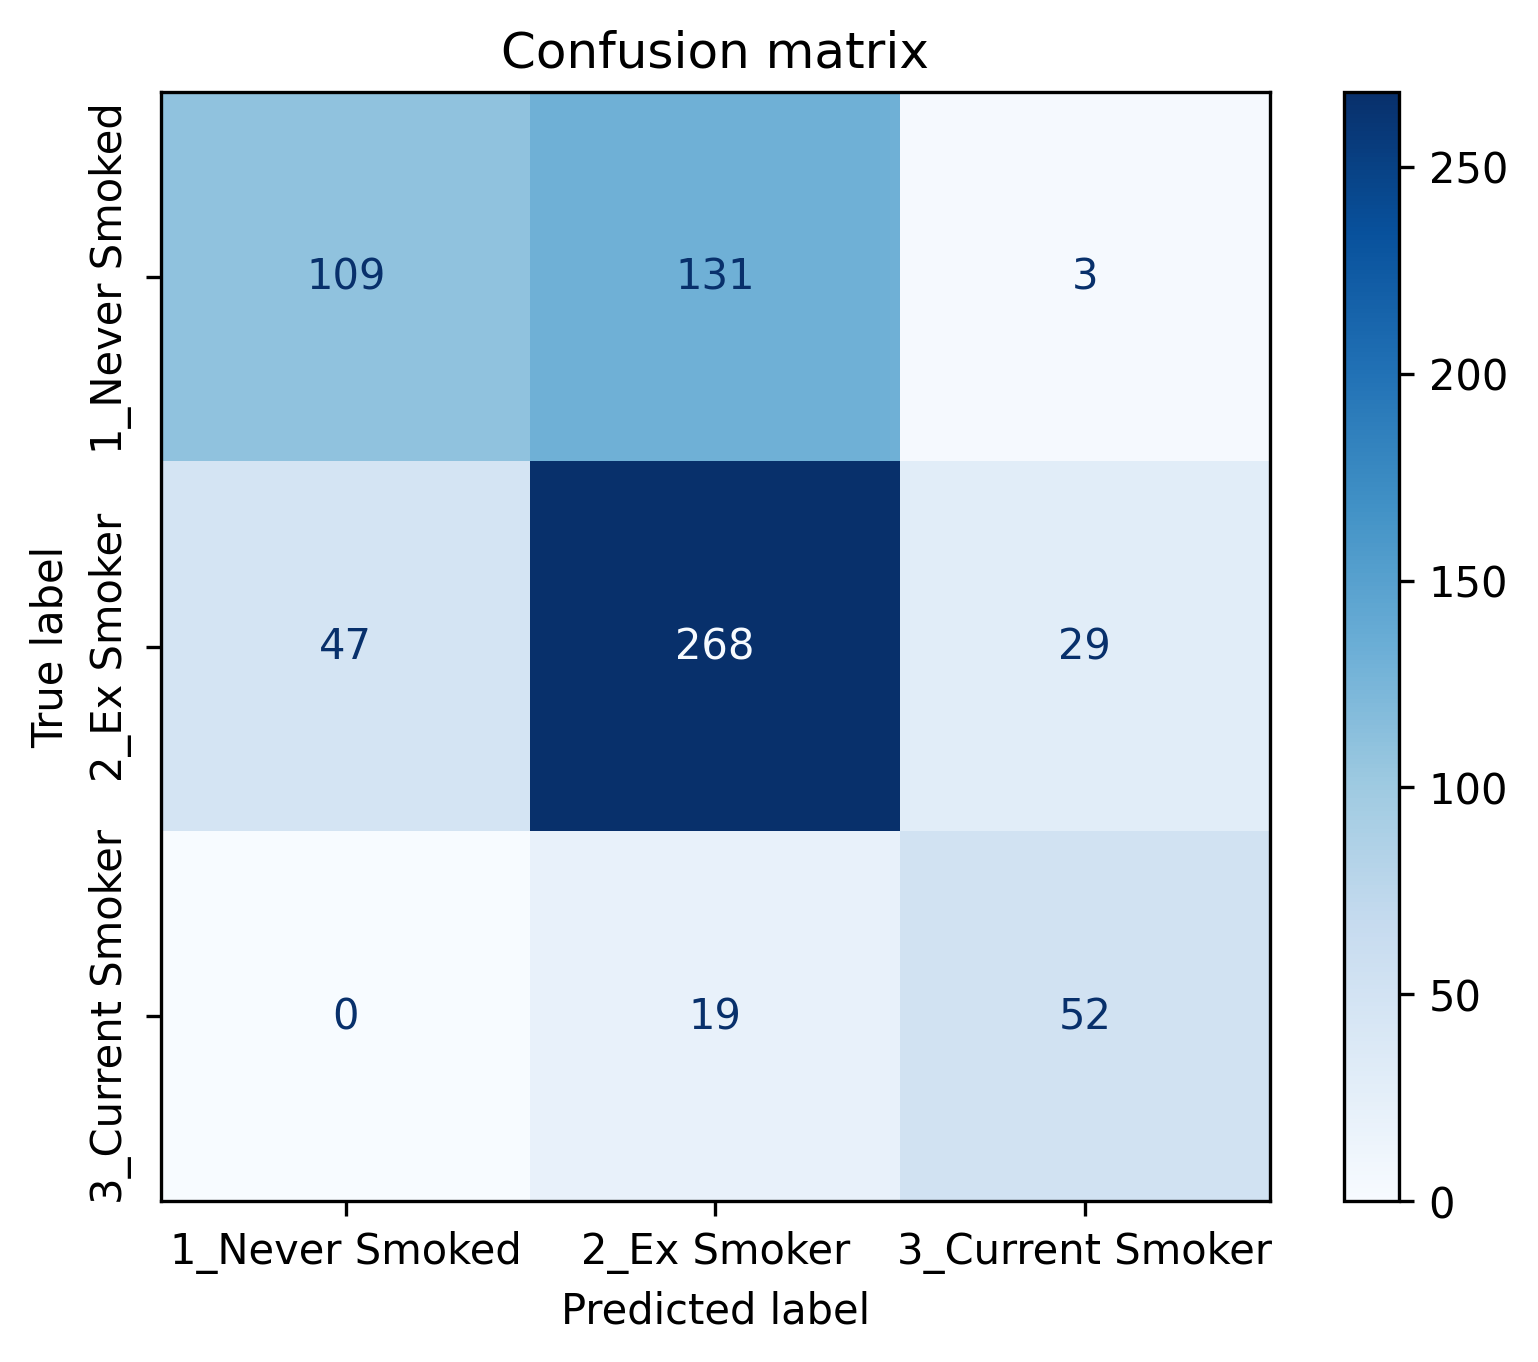 Confusion matrix
True label
1_Never Smoked
2_Ex Smoker
3_Current Smoker
109 131 3
47 268 29
0 19 52
1_Never Smoked 2_Ex Smoker 3_Current Smoker
Predicted label
250
200
150
100
50
0